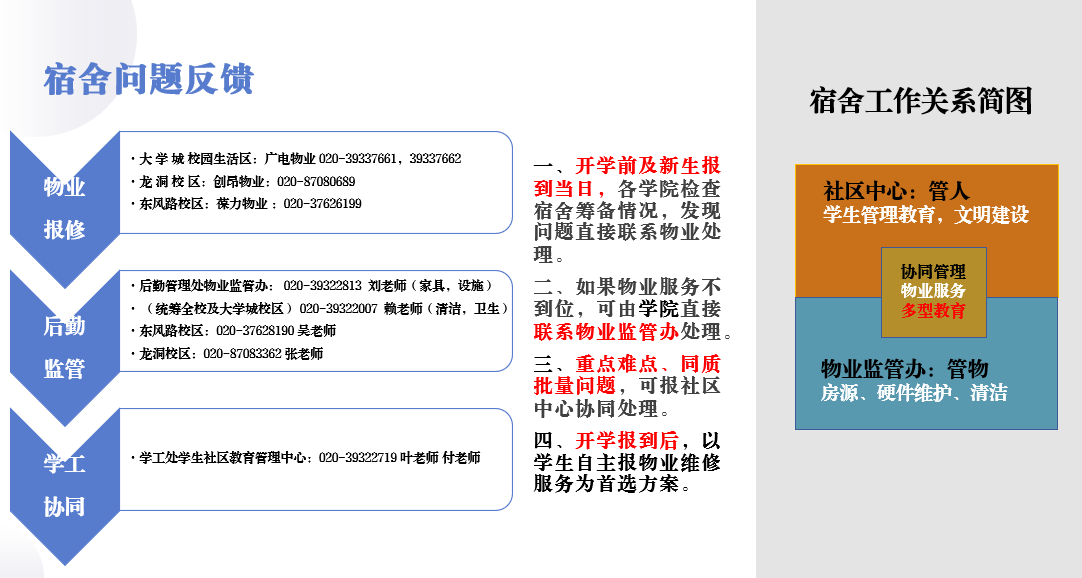 宿舍问题反馈
物业
报修
·大 学 城 校园生活区：广电物业 020-39337661，39337662
·龙 洞 校 区：创昂物业：020-87080689
·东风路校区：葆力物业 ：020-37626199
后勤
监管
·后勤管理处物业监管办： 020-39322813 刘老师（家具，设施）
·（统筹全校及大学城校区）020-39322007 赖老师（清洁，卫生）
·东风路校区：020-37628190 吴老师
·龙洞校区：020-87083362 张老师
学工
协同
·学工处学生社区教育管理中心：020-39322719 叶老师 付老师
一、开学前及新生报
到当日，各学院检查
宿舍筹备情况，发现
问题直接联系物业处
理。
二、如果物业服务不
到位，可由学院直接
联系物业监管办处理。
三、重点难点、同质
批量问题，可报社区
中心协同处理。
四、开学报到后，以
学生自主报物业维修
服务为首选方案。
宿舍工作关系简图
社区中心：管人
学生管理教育，文明建设
协同管理
物业服务
多型教育
物业监管办：管物
房源、硬件维护、清洁